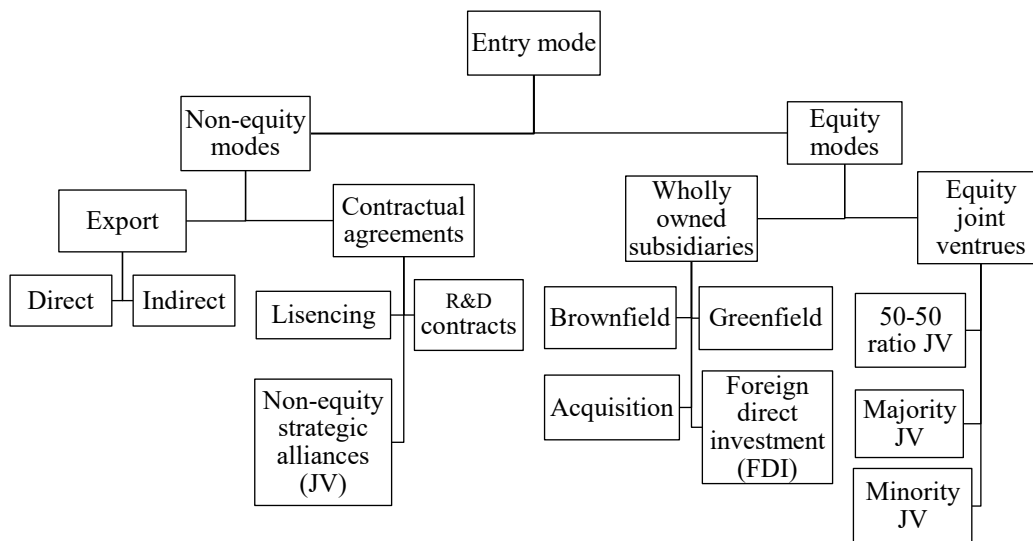 Entry mode
Non-equity
modes
Equity
modes
Export
Contractual
agreements
Wholly
owned
subsidiaries
Equity
joint
ventrues
Direct
Indirect
Lisencing
R&D
contracts
Non-equity
strategic
alliances
(JV)
Brownfield
Greenfield
Acquisition
Foreign
direct
investment
(FDI)
50-50
ratio JV
Majority
JV
Minority
JV